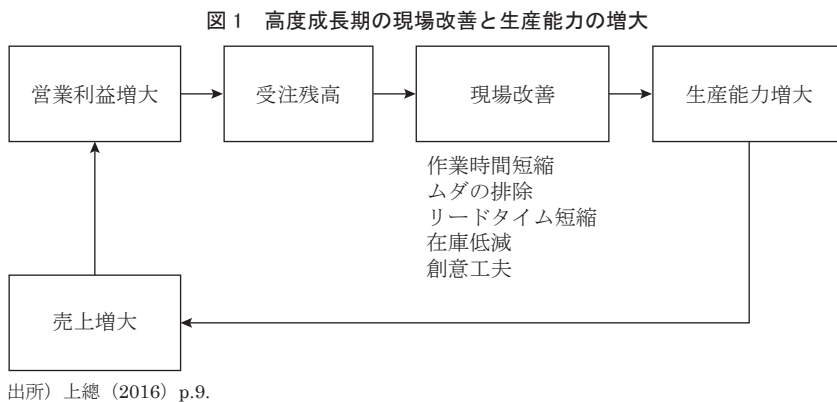 図1 高度成長期の現場改善と生産能力の増大
営業利益増大
受注残高
現場改善
生産能力増大
作業時間短縮
ムダの排除
リードタイム短縮
在庫低減
創意工夫
売上増大
出所）上總（2016）p.9.